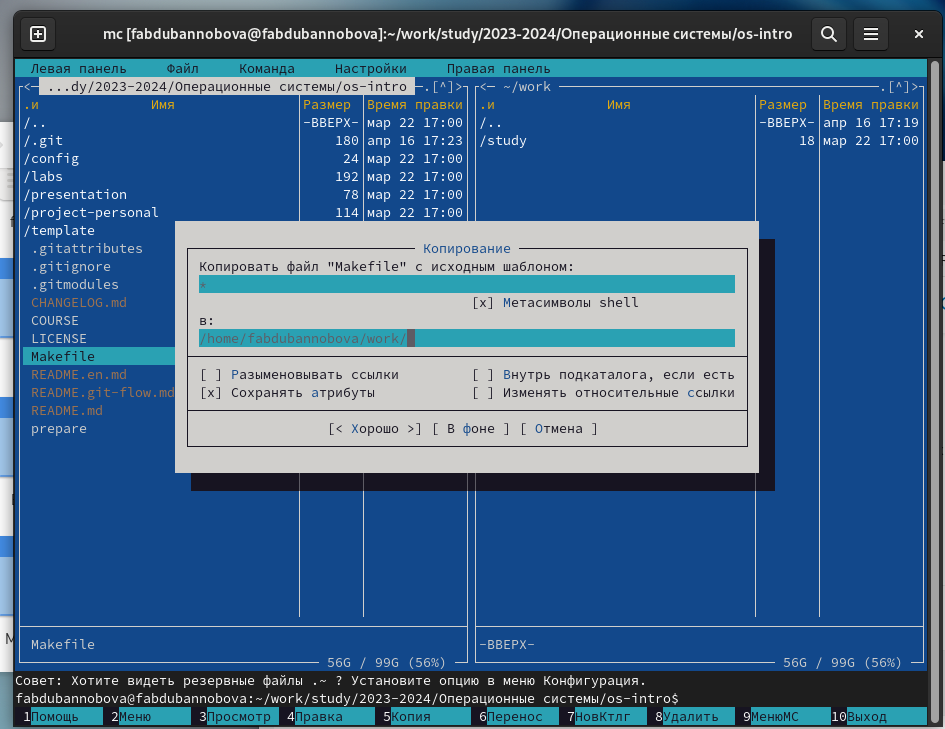 mc [fabdubannobova@fabdubannobova]:~/work/study/2023-2024/Операционные системы/os-intro
Левая панель Файл Команда Настройки Правая панель
<— ...dy/2023-2024/Операционные системы/os-intro —.[^]> <— ~/work —.[^]>
.и Имя Размер Время правки .и Имя Размер Время правки
/.. -ВВЕРХ- мар 22 17:00 /.. -ВВЕРХ- апр 16 17:19
/.git 180 апр 16 17:23 /study 18 мар 22 17:00
/config 24 мар 22 17:00
/labs 192 мар 22 17:00
/presentation 78 мар 22 17:00
/project-personal 114 мар 22 17:00
/template
.gitattributes
.gitignore
.gitmodules
CHANGELOG.md
COURSE
LICENSE
Makefile
README.en.md
README.git-flow.md
README.md
prepare
Копирование
Копировать файл "Makefile" с исходным шаблоном:
*
[x] Метасимволы shell
в:
/home/fabdubannobova/work/
[ ] Разыменовывать ссылки [ ] Внутрь подкаталога, если есть
[x] Сохранять атрибуты [ ] Изменять относительные ссылки
[< Хорошо >] [ В фоне ] [ Отмена ]
Makefile -ВВЕРХ-
56G / 99G (56%) 56G / 99G (56%)
Совет: Хотите видеть резервные файлы .~ ? Установите опцию в меню Конфигурация.
fabdubannobova@fabdubannobova:~/work/study/2023-2024/Операционные системы/os-intro$
1Помощь 2Меню 3Просмотр 4Правка 5Копия 6Перенос 7НовКтлг 8Удалить 9МенюМС 10Выход